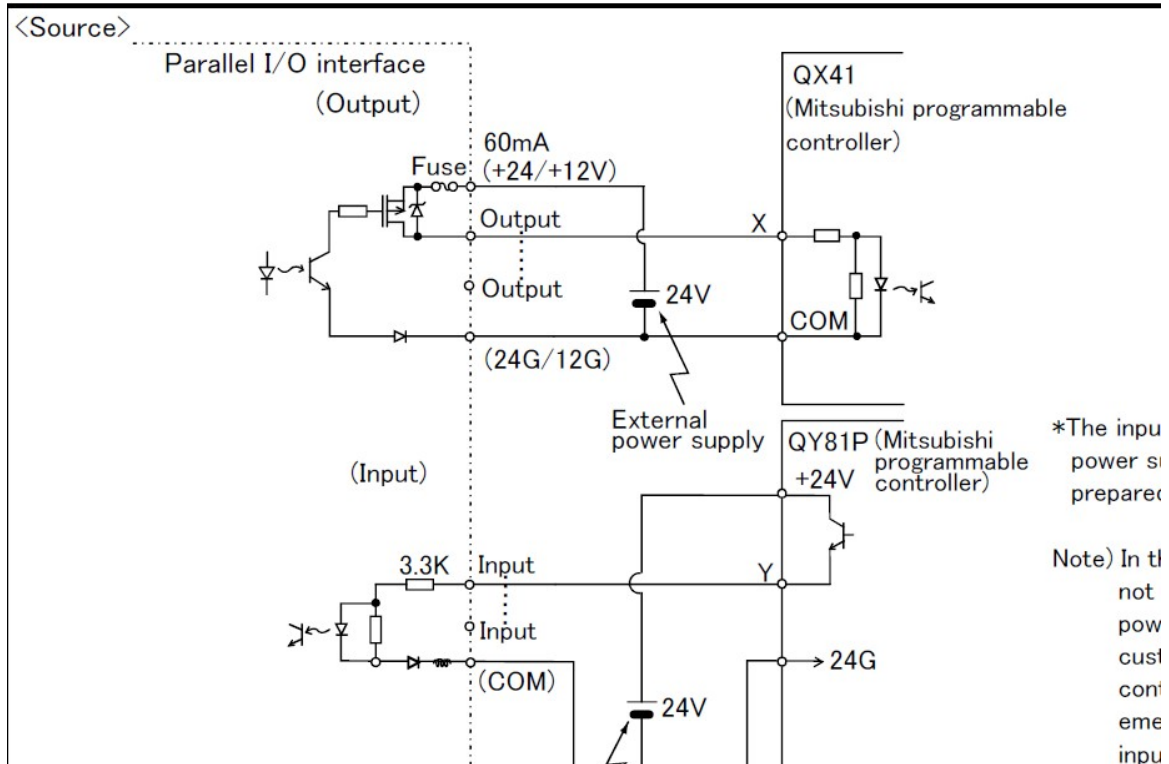 <Source>
Parallel I/O interface
(Output)
QX41
(Mitsubishi programmable
controller)
60mA
Fuse
(+24/+12V)
Output
X
Output
24V
COM
(24G/12G)
External
power supply
QY81P (Mitsubishi
programmable
controller)
+24V
(Input)
3.3K
Input
Y
Input
(COM)
24G
24V
*The inpu
power su
prepared
Note) In th
not
pow
cust
cont
eme
inpu